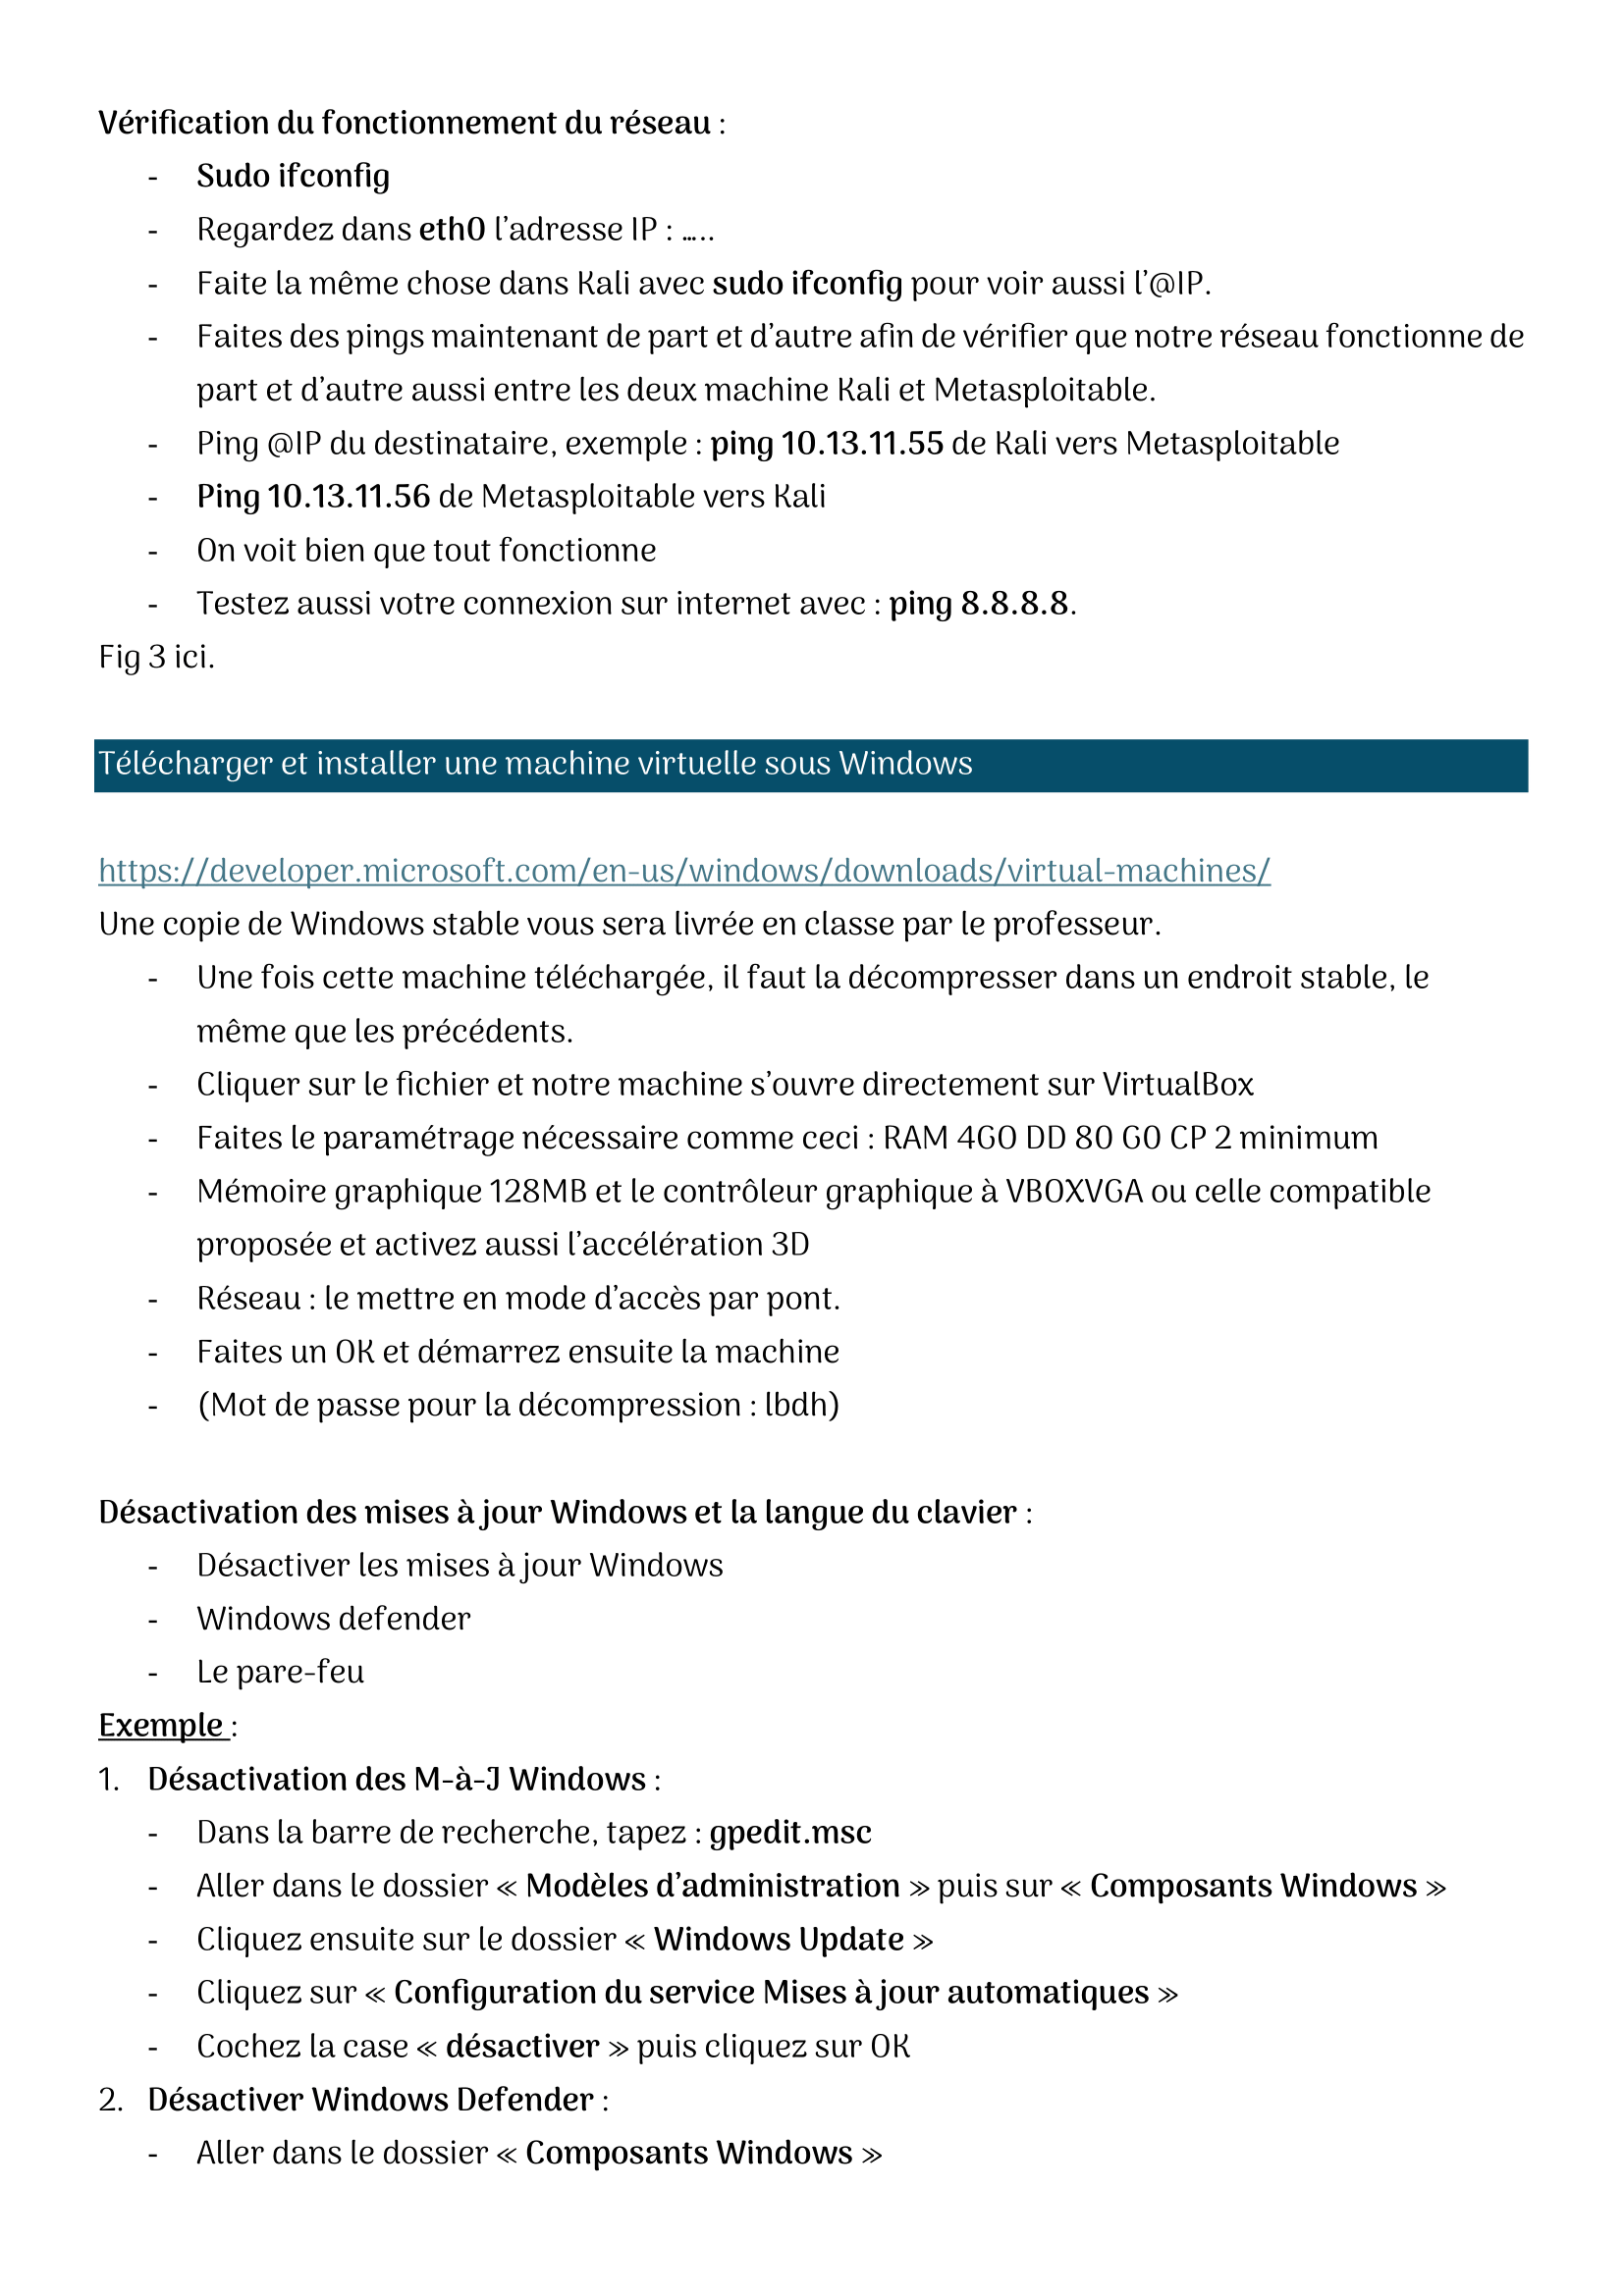 Vérification du fonctionnement du réseau :
- Sudo ifconfig
- Regardez dans eth0 l’adresse IP : .….
- Faite la même chose dans Kali avec sudo ifconfig pour voir aussi l’@IP.
- Faites des pings maintenant de part et d’autre afin de vérifier que notre réseau fonctionne de
part et d’autre aussi entre les deux machine Kali et Metasploitable.
- Ping @IP du destinataire, exemple : ping 10.13.11.55 de Kali vers Metasploitable
- Ping 10.13.11.56 de Metasploitable vers Kali
- On voit bien que tout fonctionne
- Testez aussi votre connexion sur internet avec : ping 8.8.8.8.
Fig 3 ici.
Télécharger et installer une machine virtuelle sous Windows
https://developer.microsoft.com/en-us/windows/downloads/virtual-machines/
Une copie de Windows stable vous sera livrée en classe par le professeur.
- Une fois cette machine téléchargée, il faut la décompresser dans un endroit stable, le
même que les précédents.
- Cliquer sur le fichier et notre machine s’ouvre directement sur VirtualBox
- Faites le paramétrage nécessaire comme ceci : RAM 4GO DD 80 GO CP 2 minimum
- Mémoire graphique 128MB et le contrôleur graphique à VBOXVGA ou celle compatible
proposée et activez aussi l’accélération 3D
- Réseau : le mettre en mode d’accès par pont.
- Faites un OK et démarrez ensuite la machine
- (Mot de passe pour la décompression : lbdh)
Désactivation des mises à jour Windows et la langue du clavier :
- Désactiver les mises à jour Windows
- Windows defender
- Le pare-feu
Exemple :
1. Désactivation des M-à-J Windows :
- Dans la barre de recherche, tapez : gpedit.msc
- Aller dans le dossier « Modèles d’administration » puis sur « Composants Windows »
- Cliquez ensuite sur le dossier « Windows Update »
- Cliquez sur « Configuration du service Mises à jour automatiques »
- Cochez la case « désactiver » puis cliquez sur OK
2. Désactiver Windows Defender :
- Aller dans le dossier « Composants Windows »